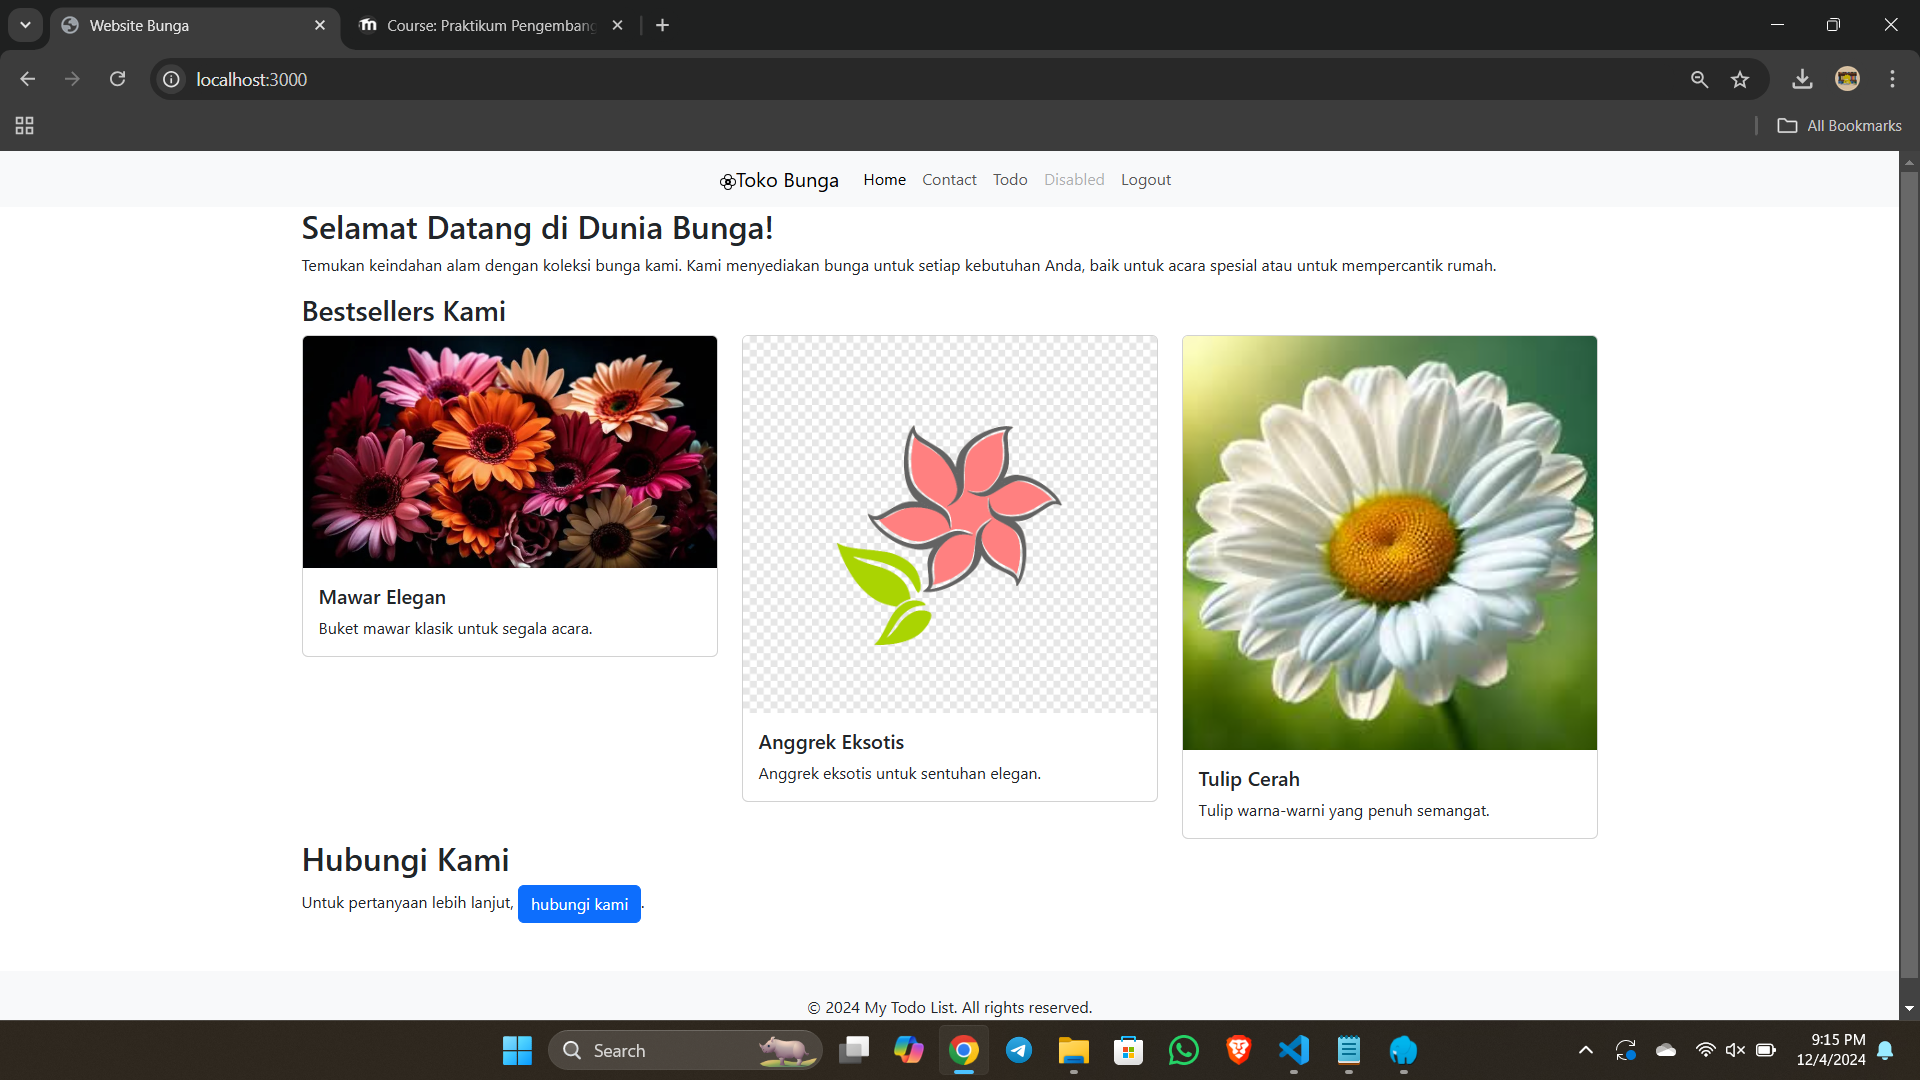 Website Bunga
Course: Praktikum Pengembang
localhost:3000
All Bookmarks
Toko Bunga Home Contact Todo Disabled Logout
Selamat Datang di Dunia Bunga!
Temukan keindahan alam dengan koleksi bunga kami. Kami menyediakan bunga untuk setiap kebutuhan Anda, baik untuk acara spesial atau untuk mempercantik rumah.
Bestsellers Kami
Mawar Elegan
Buket mawar klasik untuk segala acara.
Anggrek Eksotis
Anggrek eksotis untuk sentuhan elegan.
Tulip Cerah
Tulip warna-warni yang penuh semangat.
Hubungi Kami
Untuk pertanyaan lebih lanjut, hubungi kami.
© 2024 My Todo List. All rights reserved.
Search
9:15 PM
12/4/2024